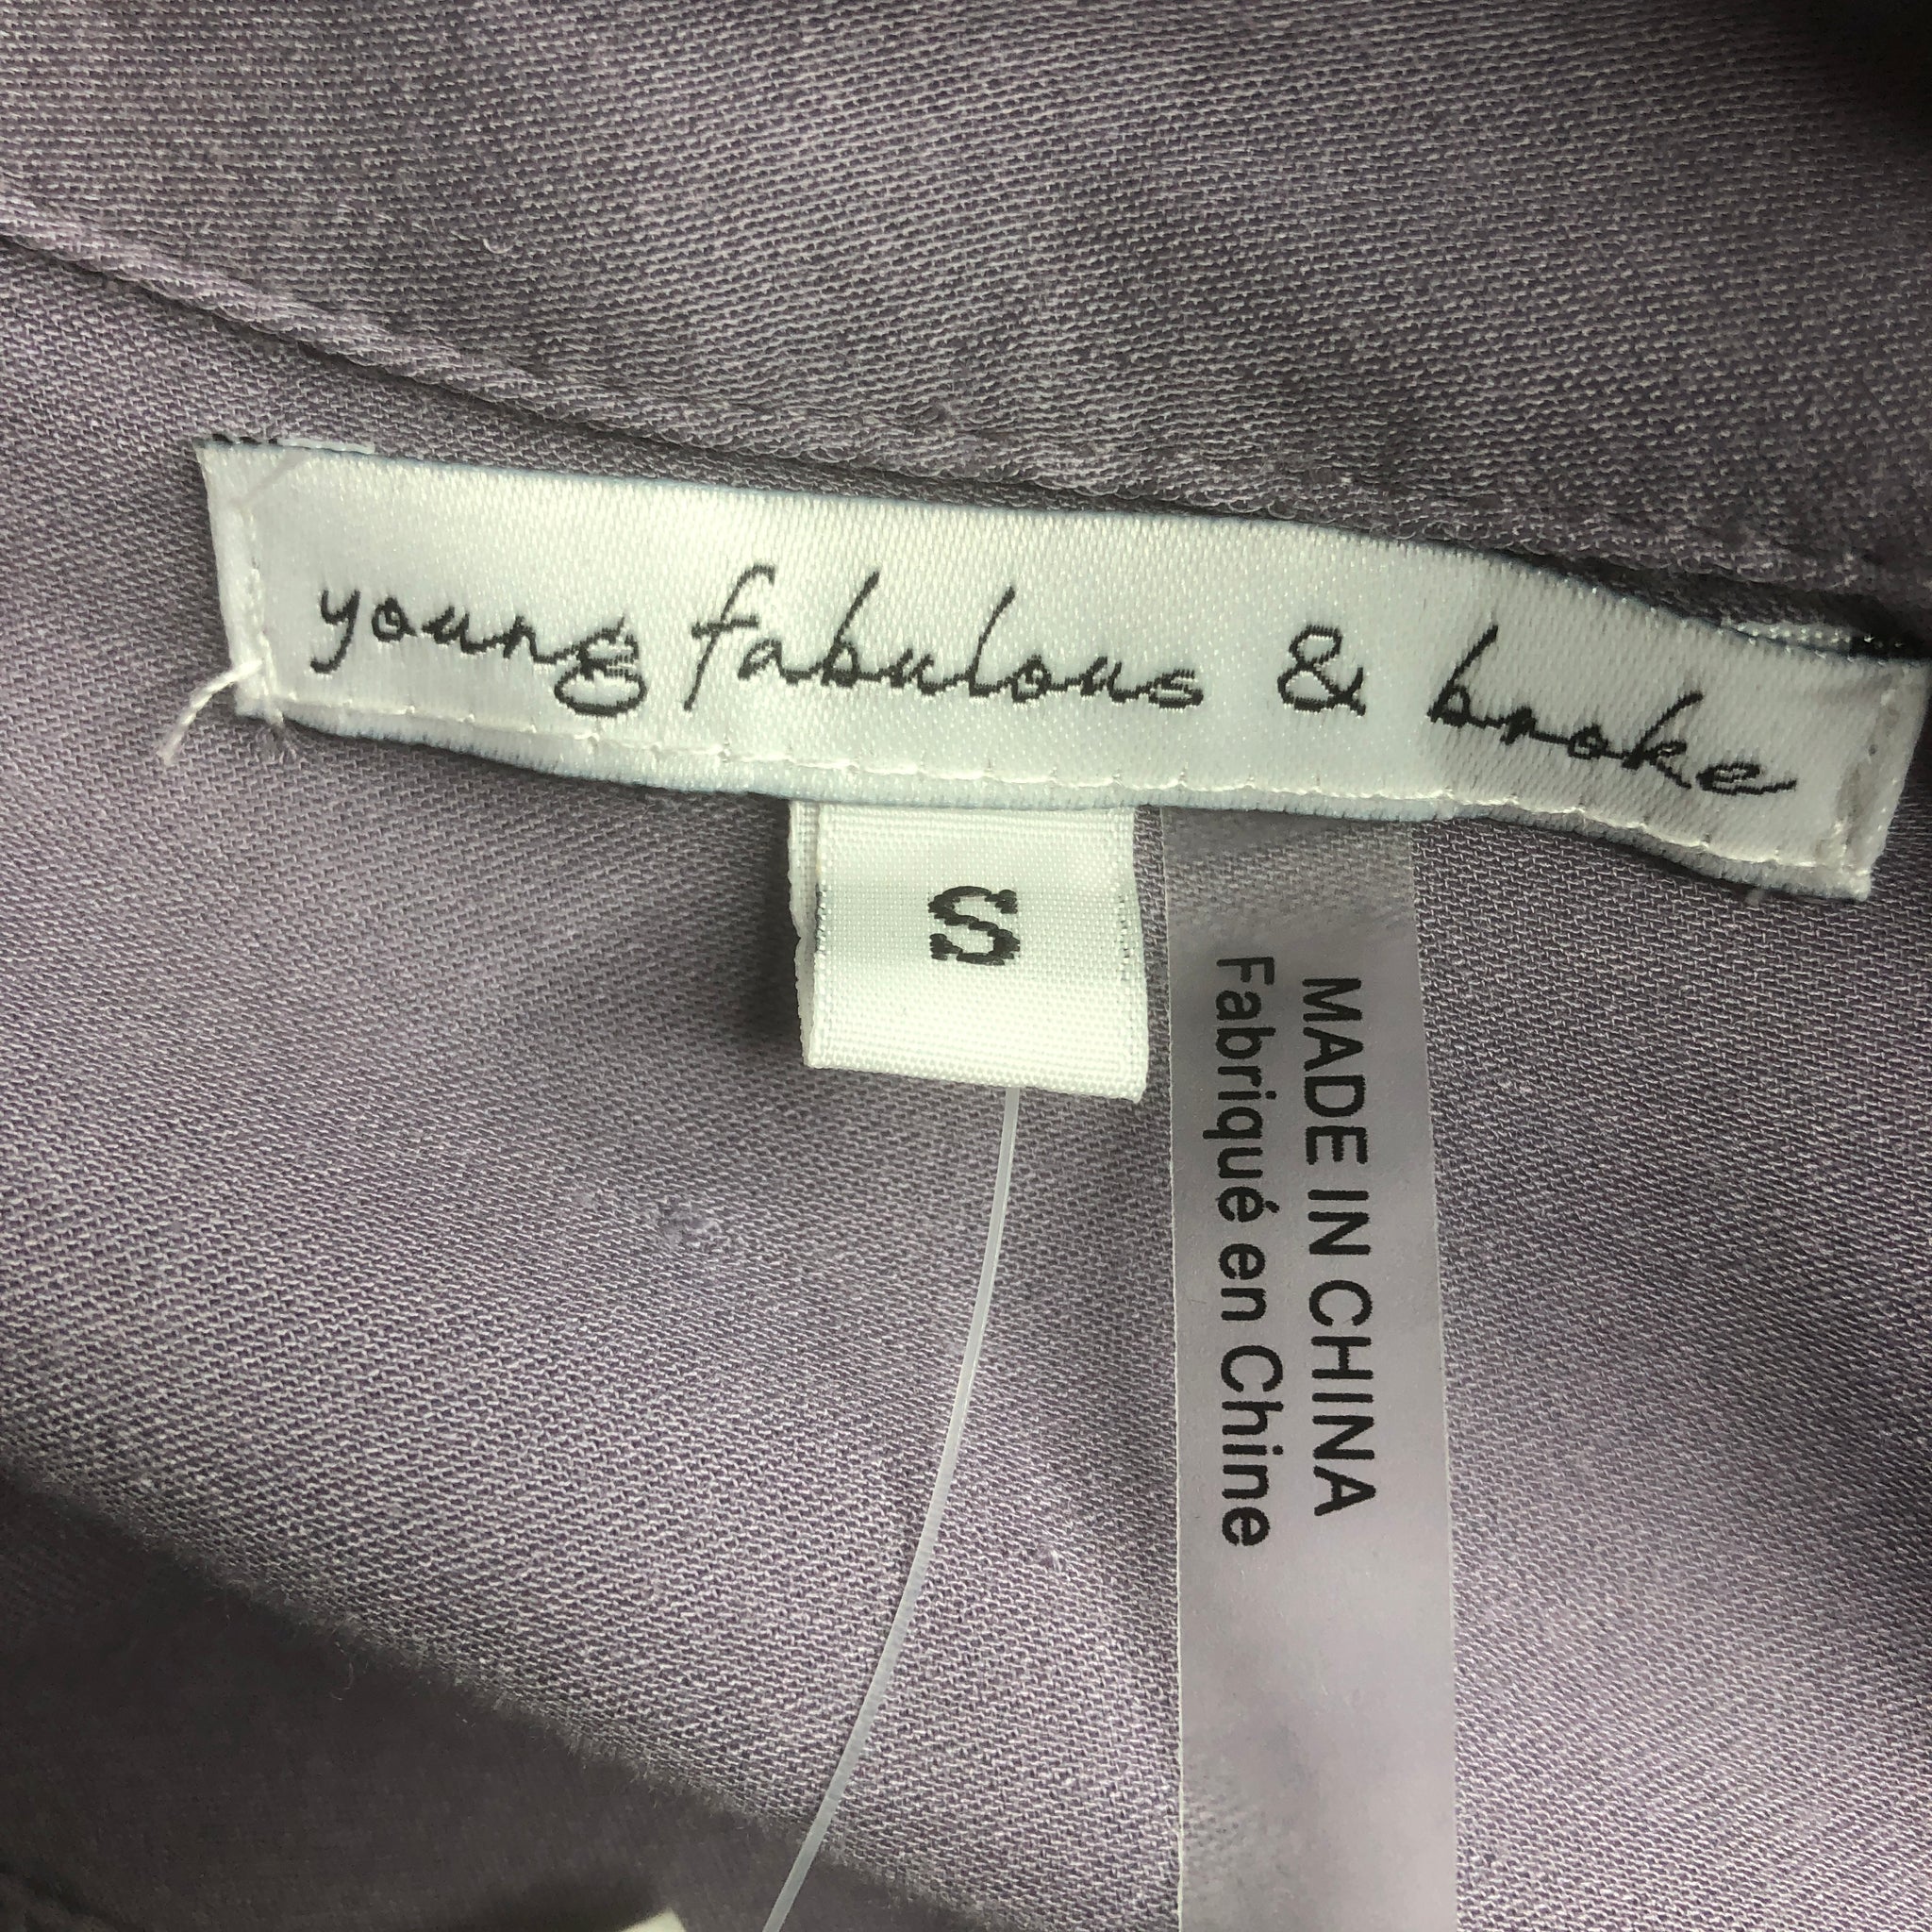 young fabulous & broke
S
MADE IN CHINA
Fabriqué en Chine